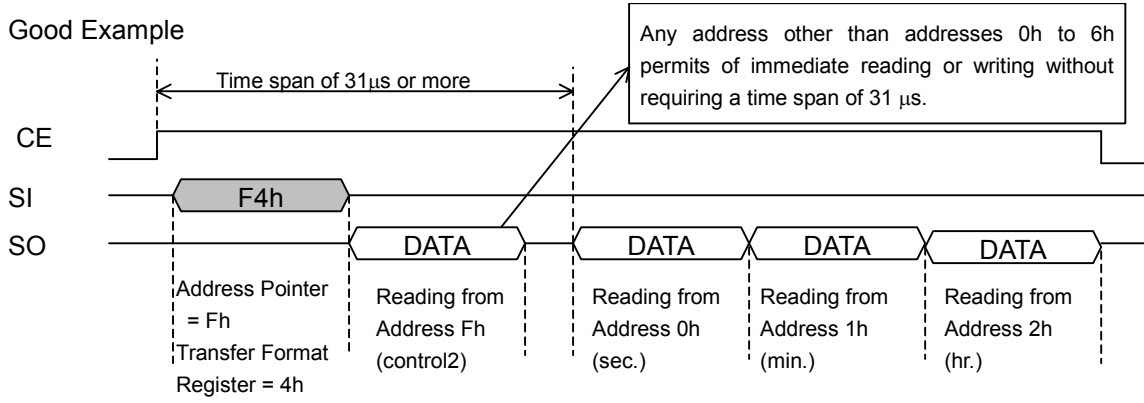 Good Example
Any address other than addresses 0h to 6h
permits of immediate reading or writing without
requiring a time span of 31 μs.
Time span of 31μs or more
CE
SI
F4h
SO
DATA
DATA
DATA
DATA
Address Pointer
= Fh
Transfer Format
Register = 4h
Reading from
Address Fh
(control2)
Reading from
Address 0h
(sec.)
Reading from
Address 1h
(min.)
Reading from
Address 2h
(hr.)